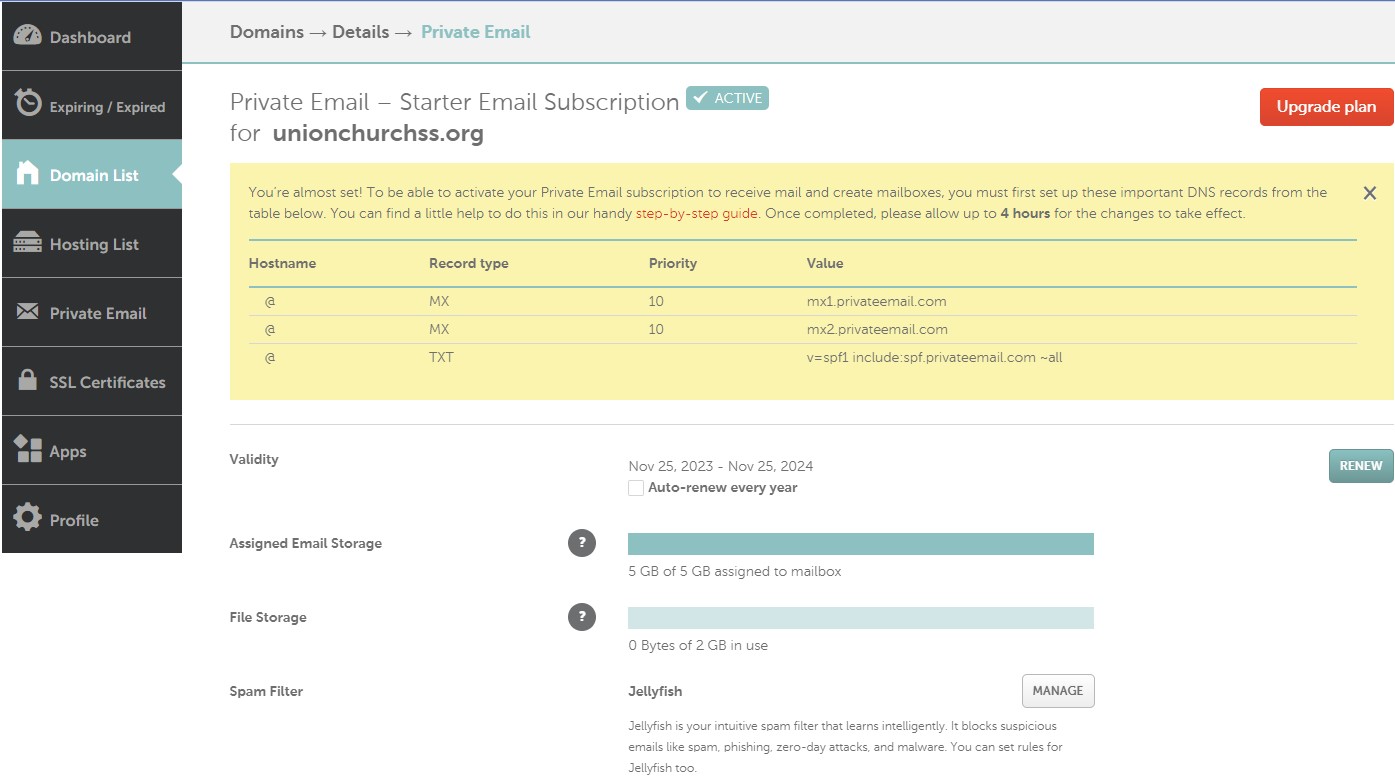 Dashboard
Expiring / Expired
Domain List
Hosting List
Private Email
SSL Certificates
Apps
Profile
Domains → Details → Private Email
Private Email – Starter Email Subscription ACTIVE
for unionchurchss.org
Upgrade plan
You're almost set! To be able to activate your Private Email subscription to receive mail and create mailboxes, you must first set up these important DNS records from the
table below. You can find a little help to do this in our handy step-by-step guide. Once completed, please allow up to 4 hours for the changes to take effect.
Hostname Record type Priority Value
@ MX 10 mx1.privateemail.com
@ MX 10 mx2.privateemail.com
@ TXT v=spf1 include:spf.privateemail.com ~all
Validity
Nov 25, 2023 - Nov 25, 2024
Auto-renew every year
RENEW
Assigned Email Storage ?
5 GB of 5 GB assigned to mailbox
File Storage ?
0 Bytes of 2 GB in use
Spam Filter Jellyfish MANAGE
Jellyfish is your intuitive spam filter that learns intelligently. It blocks suspicious
emails like spam, phishing, zero-day attacks, and malware. You can set rules for
Jellyfish too.